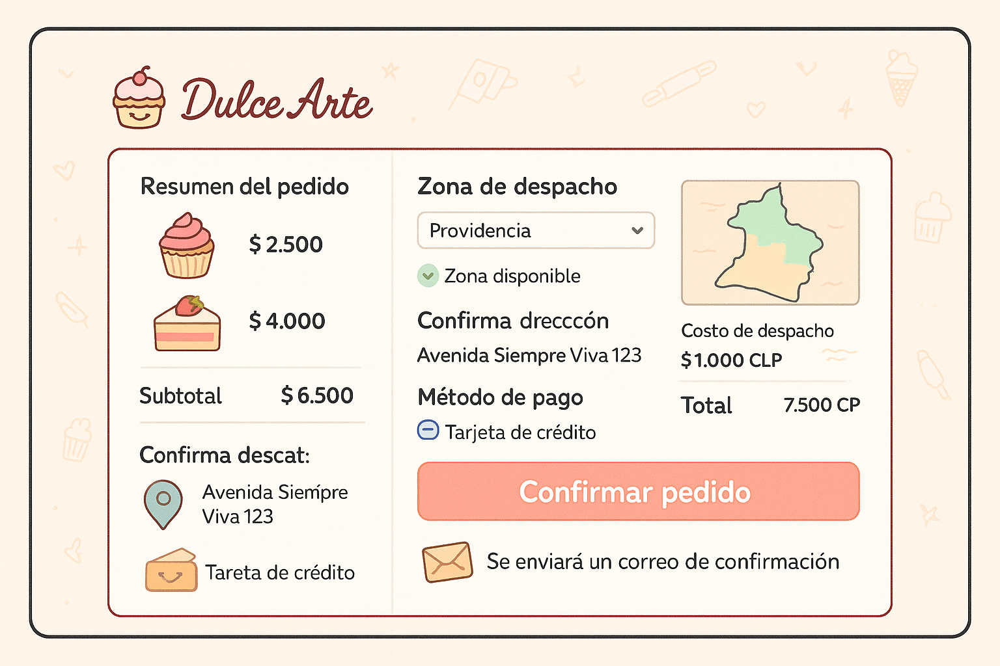 Dulce Arte
Resumen del pedido
$ 2.500
$ 4.000
Subtotal $ 6.500
Confirma descat:
Avenida Siempre
Viva 123
Tareta de crédito
Zona de despacho
Providencia
Zona disponible
Confirma drecccón
Avenida Siempre Viva 123
Método de pago
Tarjeta de crédito
Costo de despacho
$ 1.000 CLP
Total 7.500 CP
Confirmar pedido
Se enviará un correo de confirmación